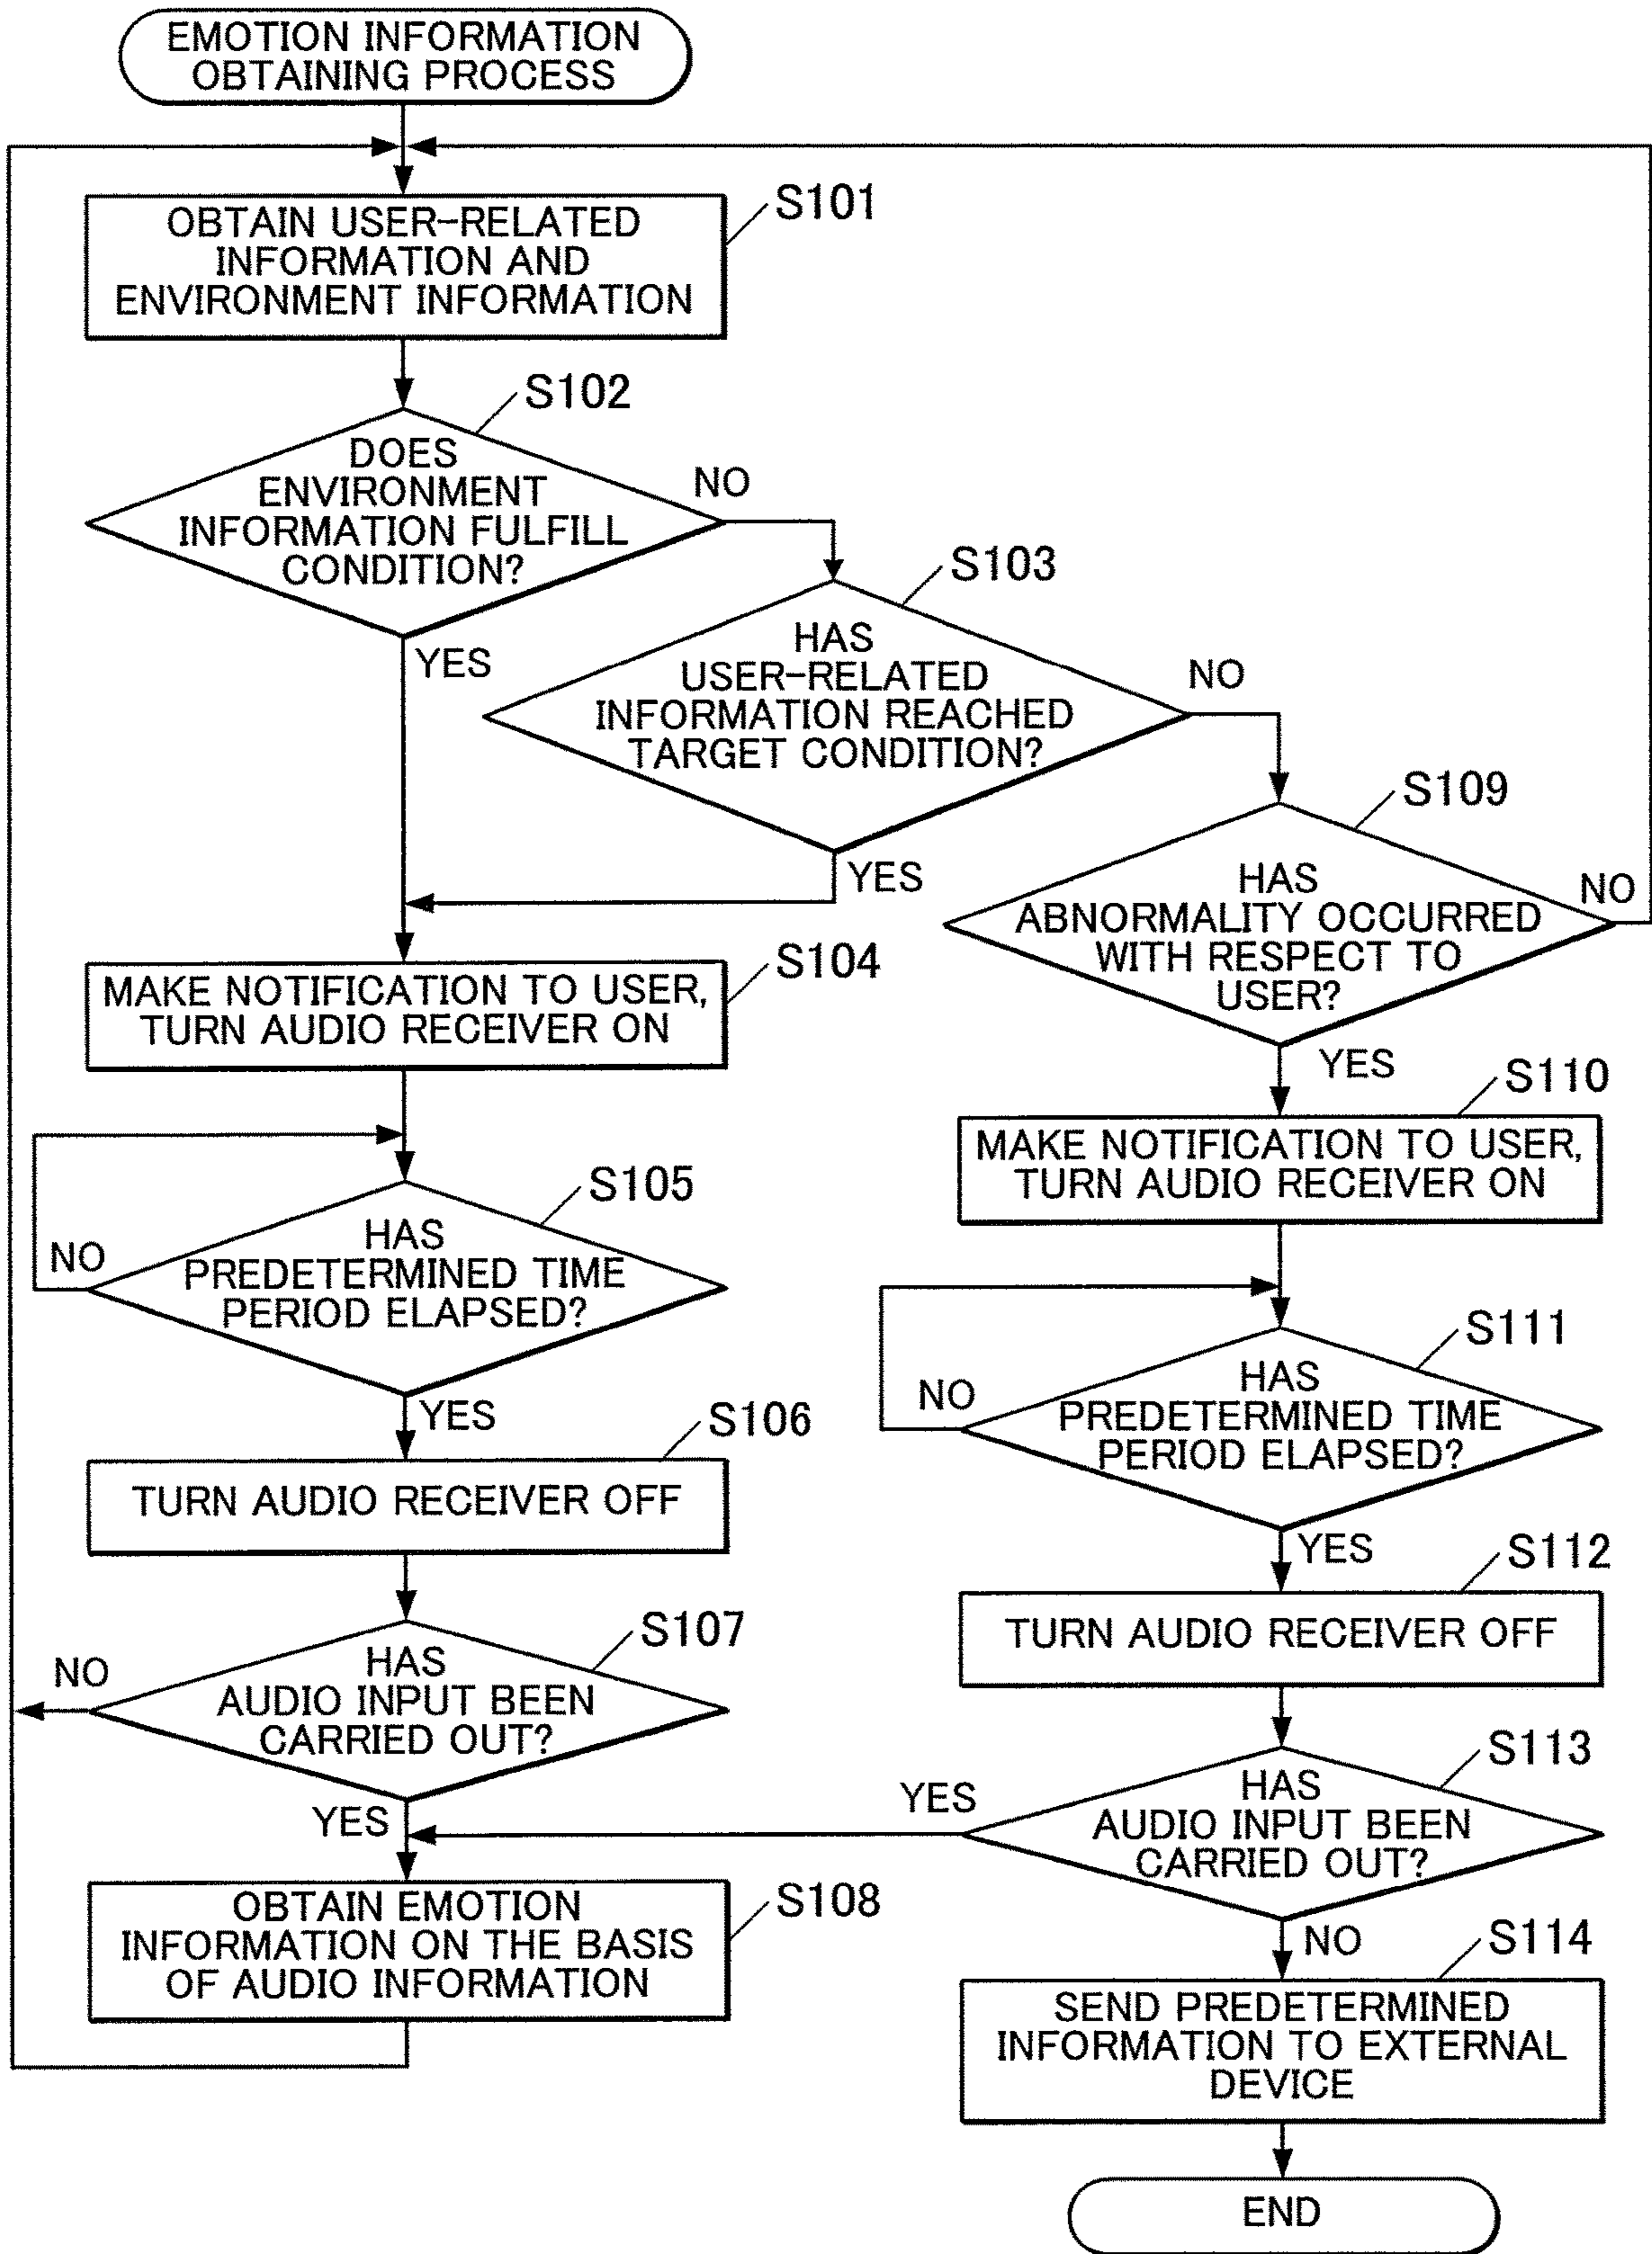 EMOTION INFORMATION
OBTAINING PROCESS
S101
OBTAIN USER-RELATED
INFORMATION AND
ENVIRONMENT INFORMATION
S102
DOES
ENVIRONMENT
INFORMATION FULFILL
CONDITION?
NO
YES
S103
HAS
USER-RELATED
INFORMATION REACHED
TARGET CONDITION?
NO
YES
S109
HAS
ABNORMALITY OCCURRED
WITH RESPECT TO
USER?
NO
YES
S104
MAKE NOTIFICATION TO USER,
TURN AUDIO RECEIVER ON
S105
HAS
PREDETERMINED TIME
PERIOD ELAPSED?
NO
YES
S106
TURN AUDIO RECEIVER OFF
S107
HAS
AUDIO INPUT BEEN
CARRIED OUT?
NO
YES
S108
OBTAIN EMOTION
INFORMATION ON THE BASIS
OF AUDIO INFORMATION
S110
MAKE NOTIFICATION TO USER,
TURN AUDIO RECEIVER ON
S111
HAS
PREDETERMINED TIME
PERIOD ELAPSED?
NO
YES
S112
TURN AUDIO RECEIVER OFF
S113
HAS
AUDIO INPUT BEEN
CARRIED OUT?
YES
NO
S114
SEND PREDETERMINED
INFORMATION TO EXTERNAL
DEVICE
END